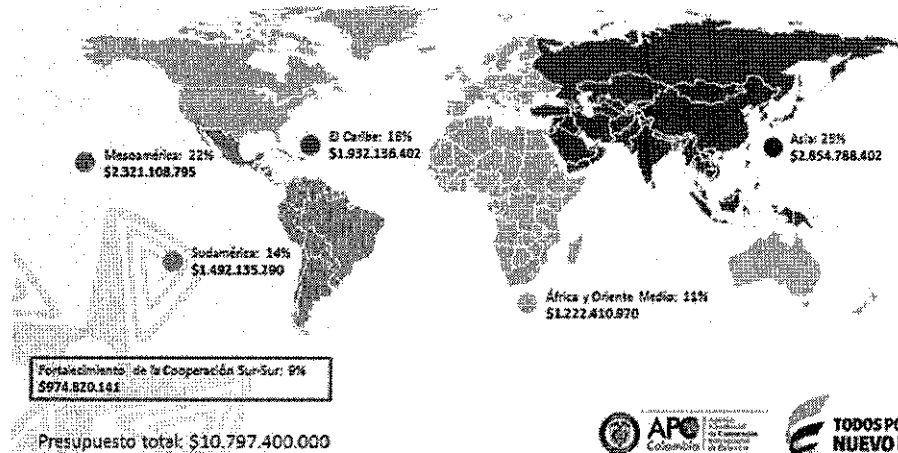 Mesoamérica: 22%
$2.321.108.795
El Caribe: 18%
$1.932.136.402
Asia: 26%
$2.854.788.402
Sudamérica: 14%
$1.492.135.290
África y Oriente Medio: 11%
$1.222.410.970
Fortalecimiento de la Cooperación Sur-Sur: 9%
$974.820.141
Presupuesto total: $10.797.400.000
APC
Colombia
TODOS PO
NUEVO